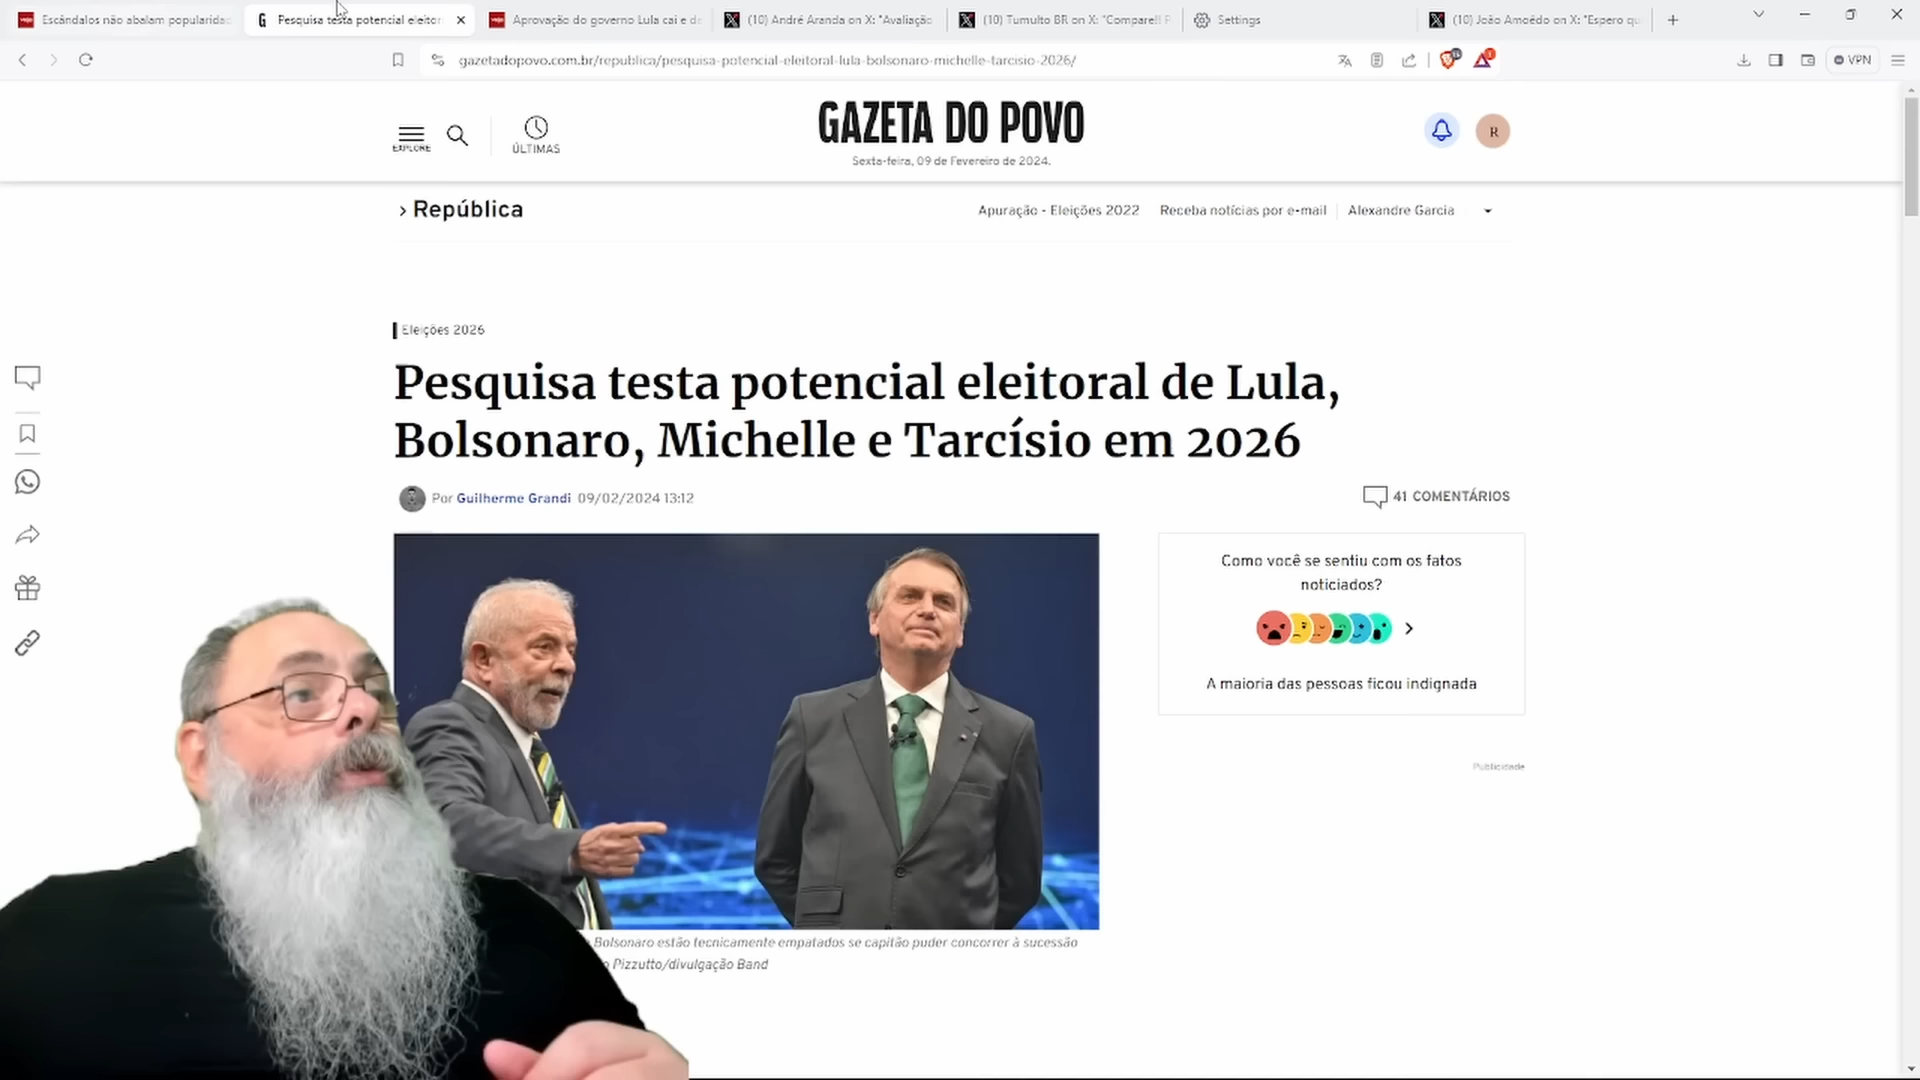 Escândalos não abalam popularidad
Pesquisa testa potencial eleitor
Aprovação do governo Lula cai e de
(10) André Aranda on X: "Avaliação
(10) Tumulto BR on X: "Compare!! F
Settings
(10) João Amoêdo on X: "Espero qu
gazetadopovo.com.br/republica/pesquisa-potencial-eleitoral-lula-bolsonaro-michelle-tarcisio-2026/
VPN
EXPLORE
ÚLTIMAS
GAZETA DO POVO
Sexta-feira, 09 de Fevereiro de 2024.
R
República
Apuração - Eleições 2022
Receba notícias por e-mail
Alexandre Garcia
Eleições 2026
Pesquisa testa potencial eleitoral de Lula,
Bolsonaro, Michelle e Tarcísio em 2026
Por Guilherme Grandi 09/02/2024 13:12
41 COMENTÁRIOS
Como você se sentiu com os fatos
noticiados?
A maioria das pessoas ficou indignada
Publicidade
Bolsonaro estão tecnicamente empatados se capitão puder concorrer à sucessão
Pizzutto/divulgação Band